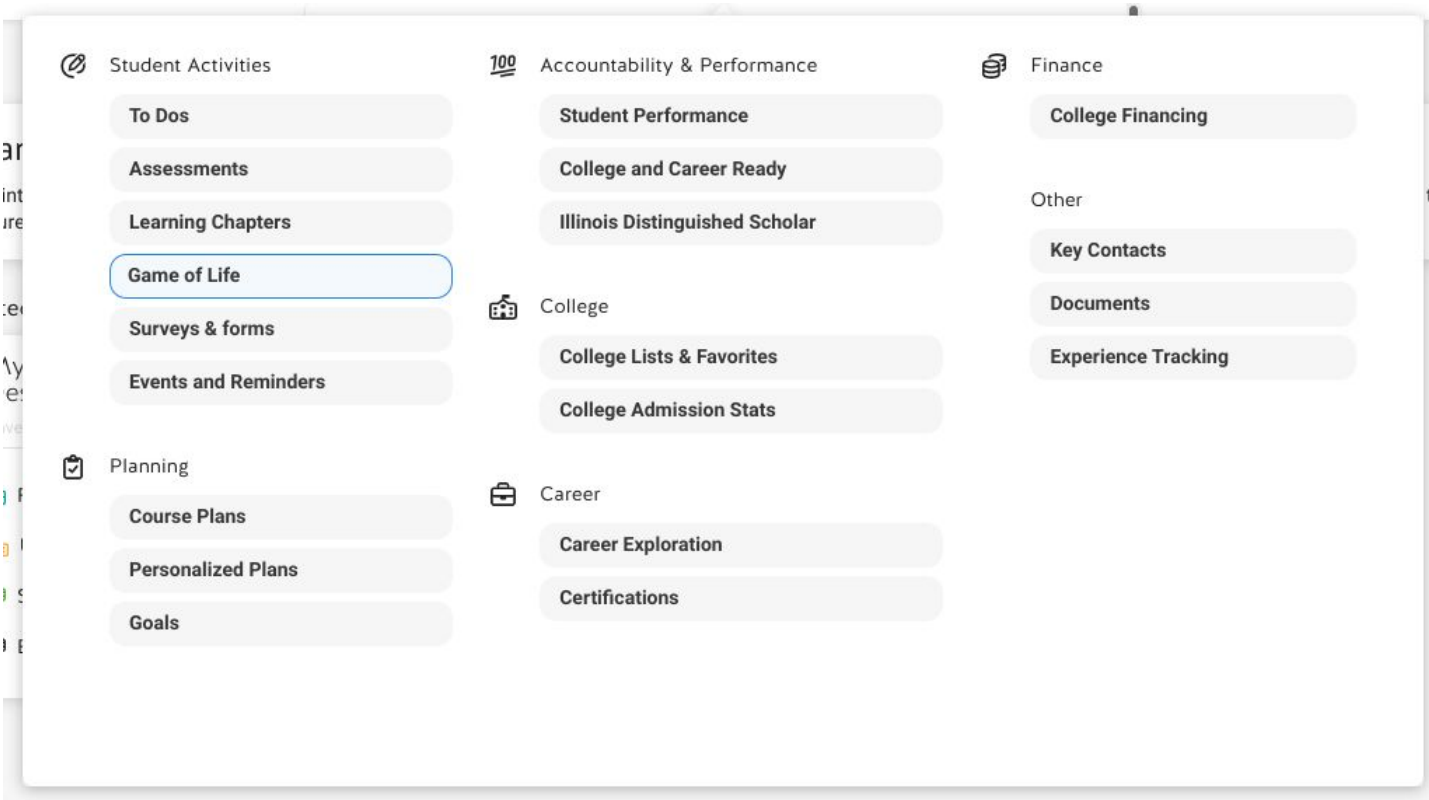 Student Activities
To Dos
Assessments
Learning Chapters
Game of Life
Surveys & forms
Events and Reminders
Planning
Course Plans
Personalized Plans
Goals
100
Accountability & Performance
Student Performance
College and Career Ready
Illinois Distinguished Scholar
College
College Lists & Favorites
College Admission Stats
Career
Career Exploration
Certifications
Finance
College Financing
Other
Key Contacts
Documents
Experience Tracking